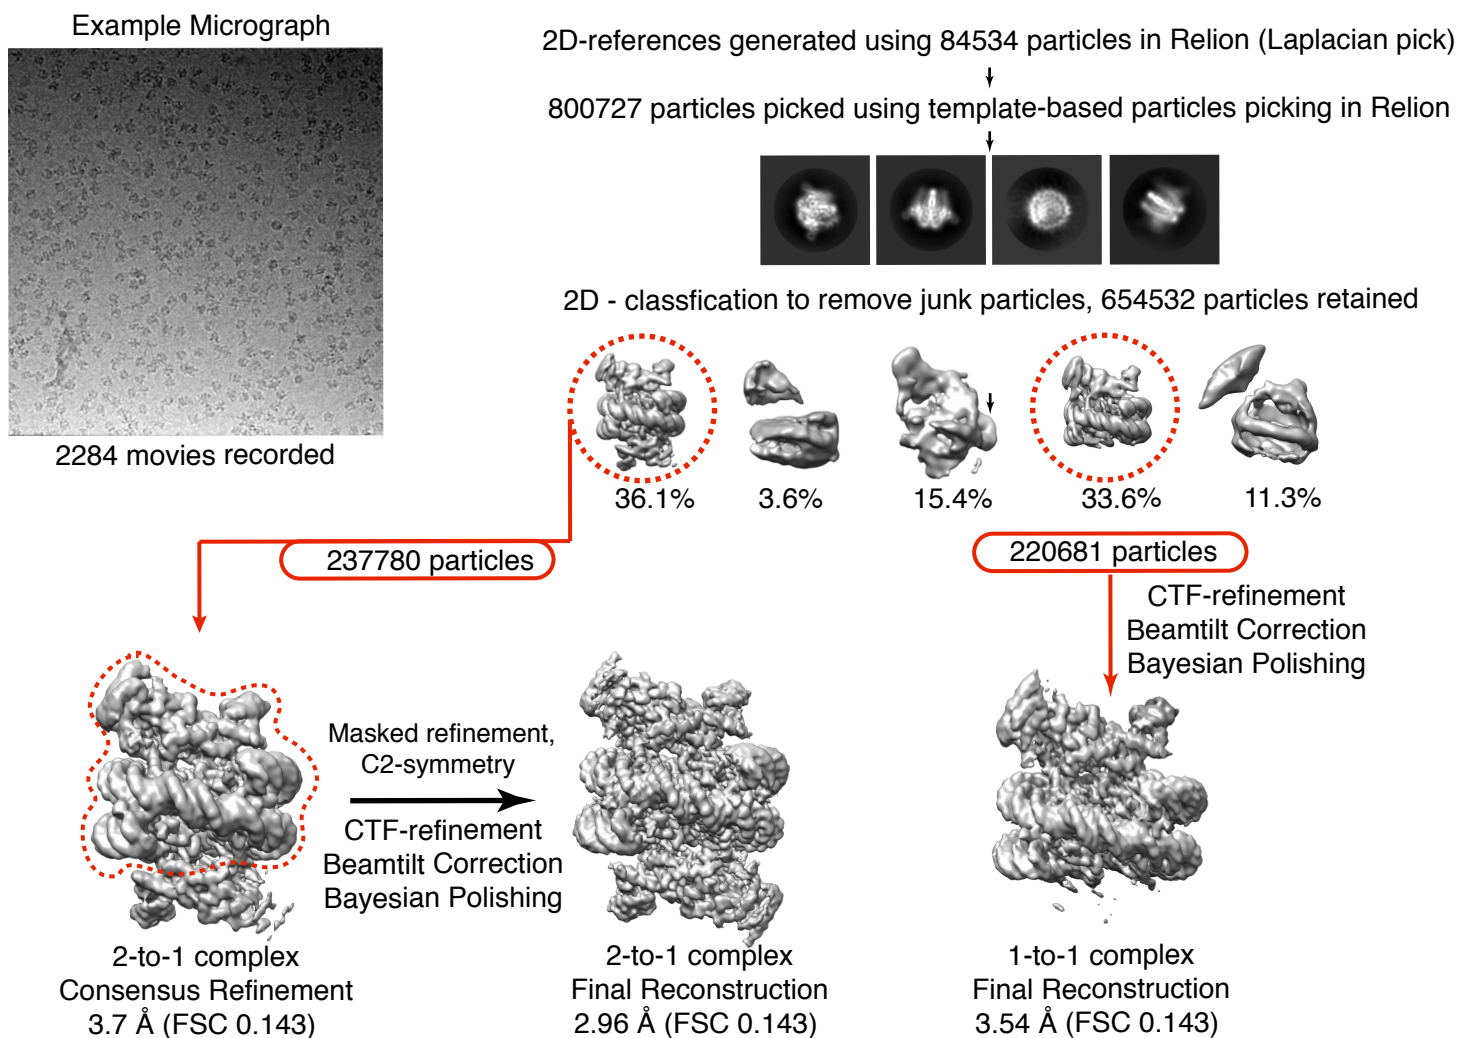 Example Micrograph
2284 movies recorded
2D-references generated using 84534 particles in Relion (Laplacian pick)
800727 particles picked using template-based particles picking in Relion
2D - classfication to remove junk particles, 654532 particles retained
36.1%
3.6%
15.4%
33.6%
11.3%
237780 particles
220681 particles
CTF-refinement
Beamtilt Correction
Bayesian Polishing
Masked refinement,
C2-symmetry
CTF-refinement
Beamtilt Correction
Bayesian Polishing
2-to-1 complex
Consensus Refinement
3.7 Å (FSC 0.143)
2-to-1 complex
Final Reconstruction
2.96 Å (FSC 0.143)
1-to-1 complex
Final Reconstruction
3.54 Å (FSC 0.143)